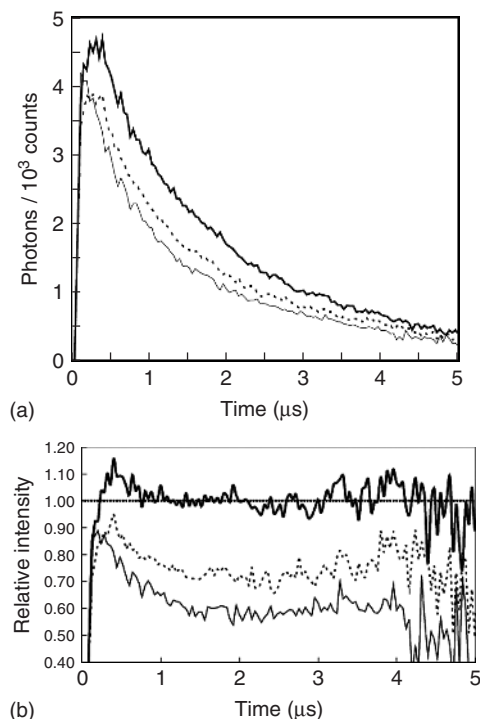 5
4
3
2
1
0
Photons / 10³ counts
0 1 2 3 4 5
(a)
Time (μs)
1.20
1.10
1.00
0.90
0.80
0.70
0.60
0.50
0.40
Relative intensity
0 1 2 3 4 5
(b)
Time (μs)